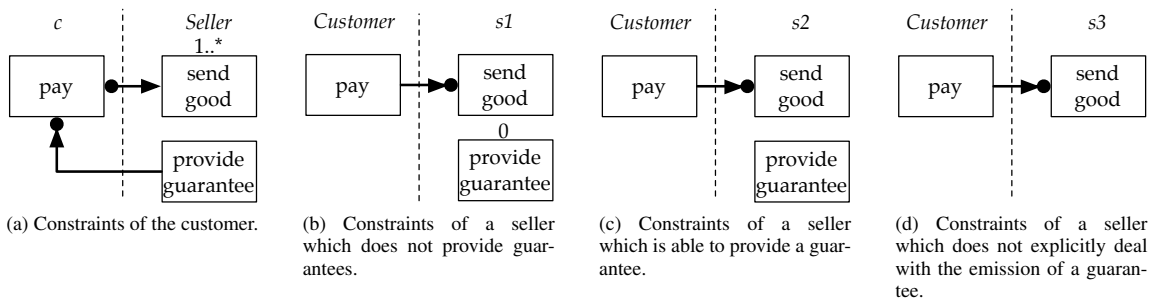 c
Seller
1..*
pay
send
good
provide
guarantee
(a) Constraints of the customer.
Customer
s1
pay
send
good
0
provide
guarantee
(b) Constraints of a seller
which does not provide guar-
antees.
Customer
s2
pay
send
good
provide
guarantee
(c) Constraints of a seller
which is able to provide a guar-
antee.
Customer
s3
pay
send
good
(d) Constraints of a seller
which does not explicitly deal
with the emission of a guaran-
tee.